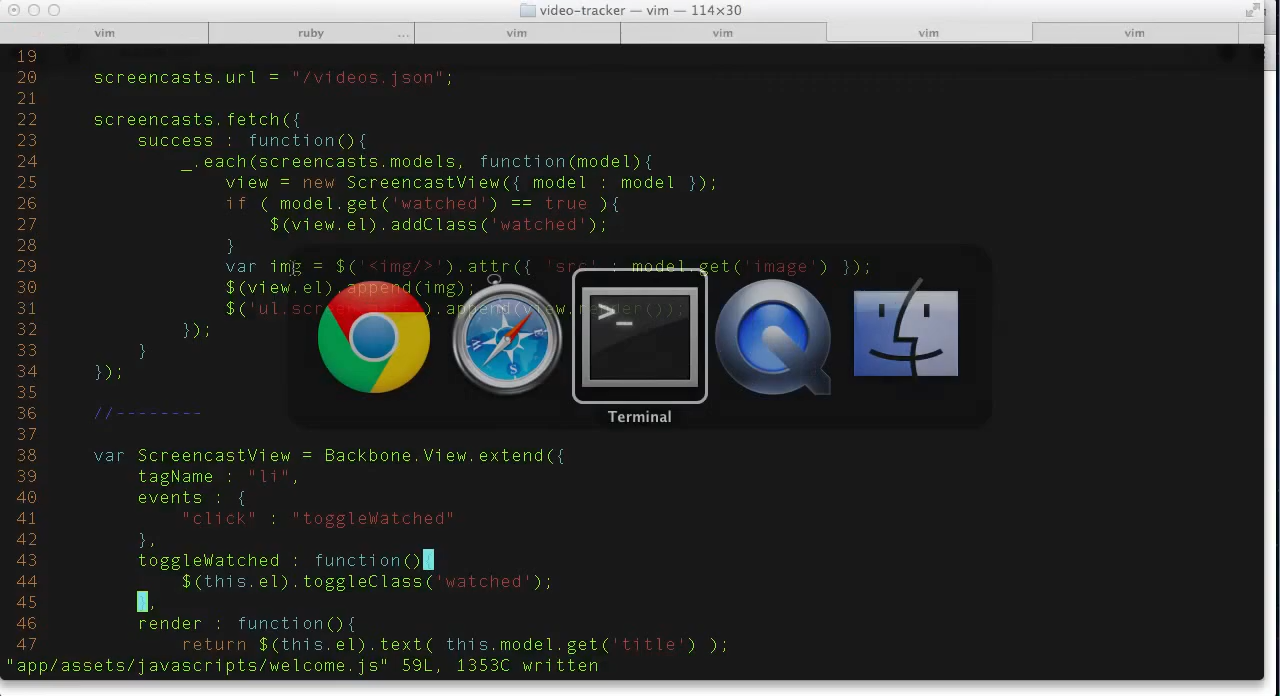 video-tracker — vim — 114×30
vim ruby ... vim vim vim vim
19
20 screencasts.url = "/videos.json";
21
22 screencasts.fetch({
23 success : function(){
24 _.each(screencasts.models, function(model){
25 view = new ScreencastView({ model : model });
26 if ( model.get('watched') == true ){
27 $(view.el).addClass('watched');
28 }
29 var img = $('<img/>').attr({ 'src' : model.get('image') });
30 $(view.el).append(img);
31 $('ul.screencasts').append(view.render());
32 });
33 }
34 });
35
36 //--------
37
38 var ScreencastView = Backbone.View.extend({
39 tagName : "li",
40 events : {
41 "click" : "toggleWatched"
42 },
43 toggleWatched : function(){
44 $(this.el).toggleClass('watched');
45 },
46 render : function(){
47 return $(this.el).text( this.model.get('title') );
"app/assets/javascripts/welcome.js" 59L, 1353C written
>_
Terminal